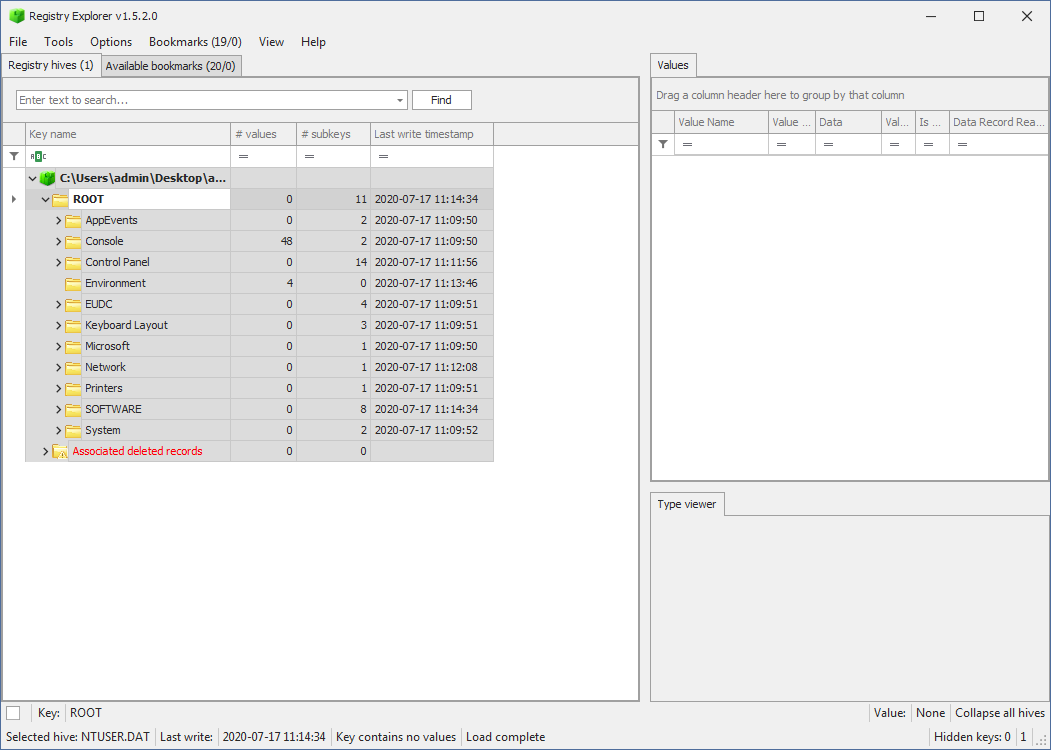 Registry Explorer v1.5.2.0
File Tools Options Bookmarks (19/0) View Help
Registry hives (1) Available bookmarks (20/0)
Enter text to search... Find
Key name # values # subkeys Last write timestamp
ABC = = =
C:\Users\admin\Desktop\a...
ROOT 0 11 2020-07-17 11:14:34
AppEvents 0 2 2020-07-17 11:09:50
Console 48 2 2020-07-17 11:09:50
Control Panel 0 14 2020-07-17 11:11:56
Environment 4 0 2020-07-17 11:13:46
EUDC 0 4 2020-07-17 11:09:51
Keyboard Layout 0 3 2020-07-17 11:09:51
Microsoft 0 1 2020-07-17 11:09:50
Network 0 1 2020-07-17 11:12:08
Printers 0 1 2020-07-17 11:09:51
SOFTWARE 0 8 2020-07-17 11:14:34
System 0 2 2020-07-17 11:09:52
Associated deleted records 0 0
Values
Drag a column header here to group by that column
Value Name Value ... Data Val... Is ... Data Record Rea...
= = = = = =
Type viewer
Key: ROOT
Value: None Collapse all hives
Selected hive: NTUSER.DAT Last write: 2020-07-17 11:14:34 Key contains no values Load complete
Hidden keys: 0 1